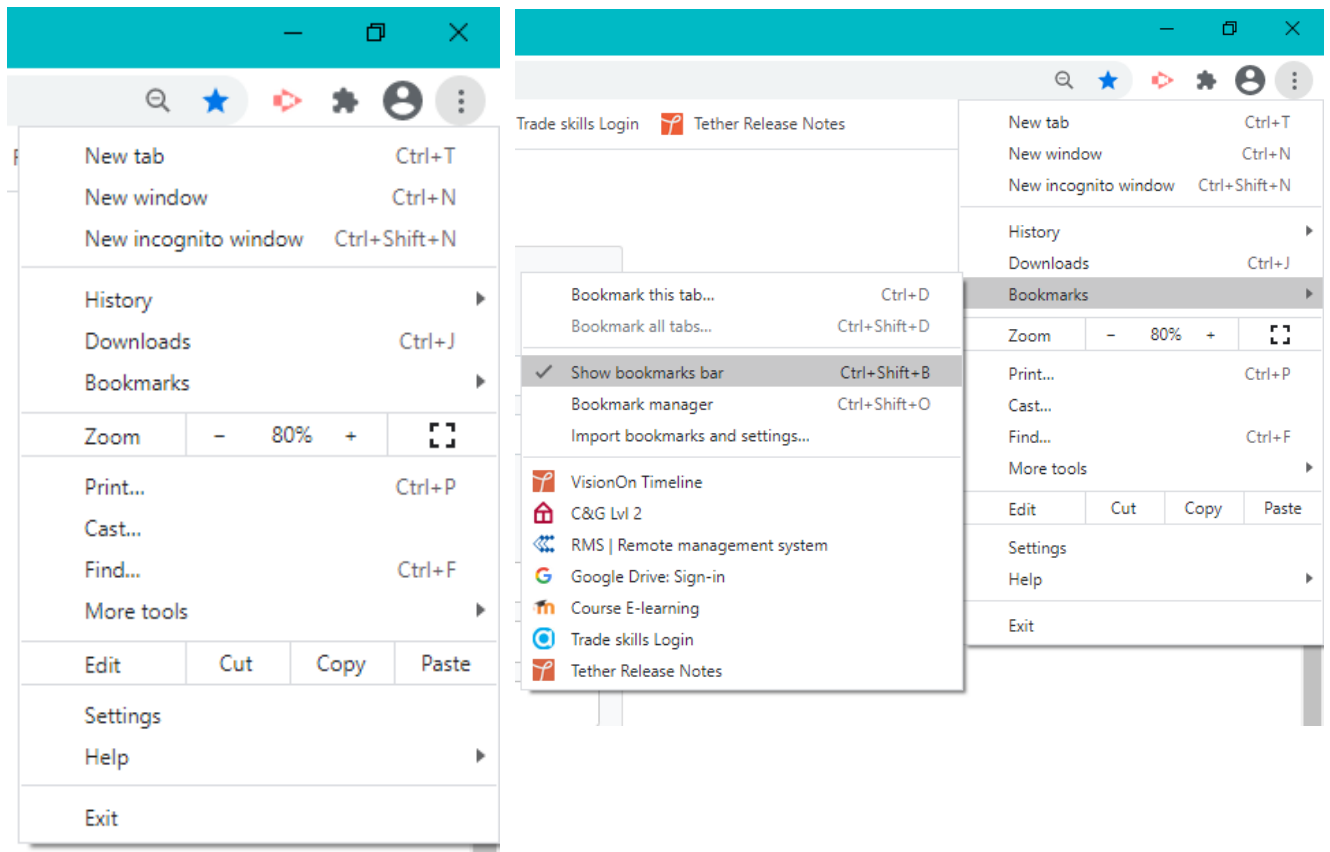 New tab Ctrl+T
New window Ctrl+N
New incognito window Ctrl+Shift+N
History
Downloads Ctrl+J
Bookmarks
Zoom - 80% +
Print... Ctrl+P
Cast...
Find... Ctrl+F
More tools
Edit Cut Copy Paste
Settings
Help
Exit
Trade skills Login Tether Release Notes
New tab Ctrl+T
New window Ctrl+N
New incognito window Ctrl+Shift+N
History
Downloads Ctrl+J
Bookmarks
Zoom - 80% +
Print... Ctrl+P
Cast...
Find... Ctrl+F
More tools
Edit Cut Copy Paste
Settings
Help
Exit
Bookmark this tab... Ctrl+D
Bookmark all tabs... Ctrl+Shift+D
Show bookmarks bar Ctrl+Shift+B
Bookmark manager Ctrl+Shift+O
Import bookmarks and settings...
VisionOn Timeline
C&G Lvl 2
RMS | Remote management system
Google Drive: Sign-in
Course E-learning
Trade skills Login
Tether Release Notes